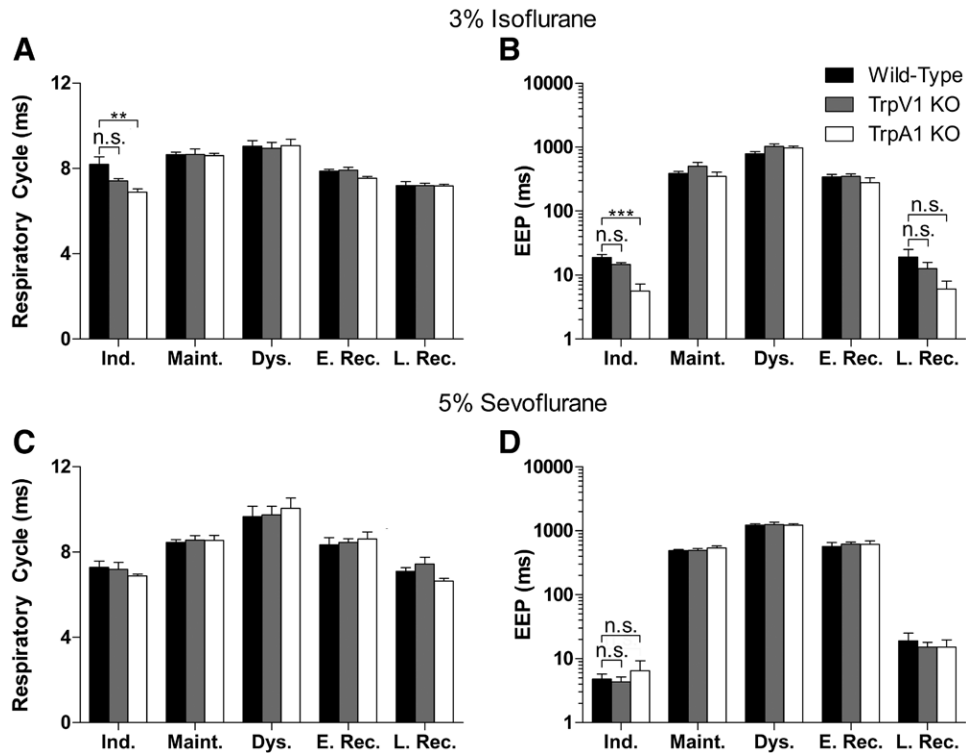 3% Isoflurane
A
B
Wild-Type
TrpV1 KO
TrpA1 KO
Respiratory Cycle (ms)
12
8
4
0
**
n.s.
Ind. Maint. Dys. E. Rec. L. Rec.
EEP (ms)
10000
1000
100
10
1
***
n.s.
n.s.
n.s.
Ind. Maint. Dys. E. Rec. L. Rec.
5% Sevoflurane
C
D
Respiratory Cycle (ms)
12
8
4
0
Ind. Maint. Dys. E. Rec. L. Rec.
EEP (ms)
10000
1000
100
10
1
n.s.
n.s.
Ind. Maint. Dys. E. Rec. L. Rec.